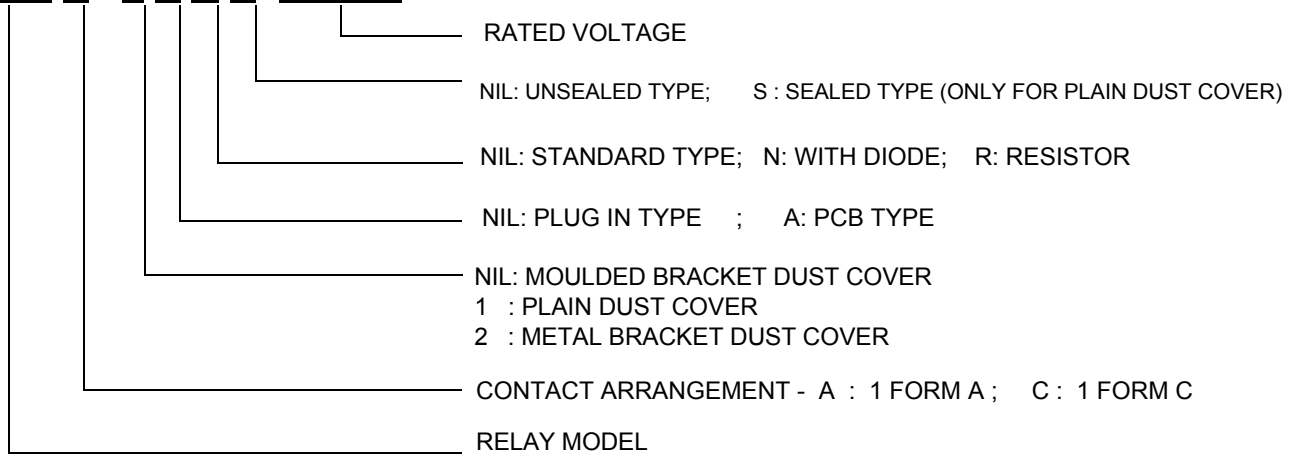 RATED VOLTAGE
NIL: UNSEALED TYPE; S : SEALED TYPE (ONLY FOR PLAIN DUST COVER)
NIL: STANDARD TYPE; N: WITH DIODE; R: RESISTOR
NIL: PLUG IN TYPE ; A: PCB TYPE
NIL: MOULDED BRACKET DUST COVER
1 : PLAIN DUST COVER
2 : METAL BRACKET DUST COVER
CONTACT ARRANGEMENT - A : 1 FORM A ; C : 1 FORM C
RELAY MODEL